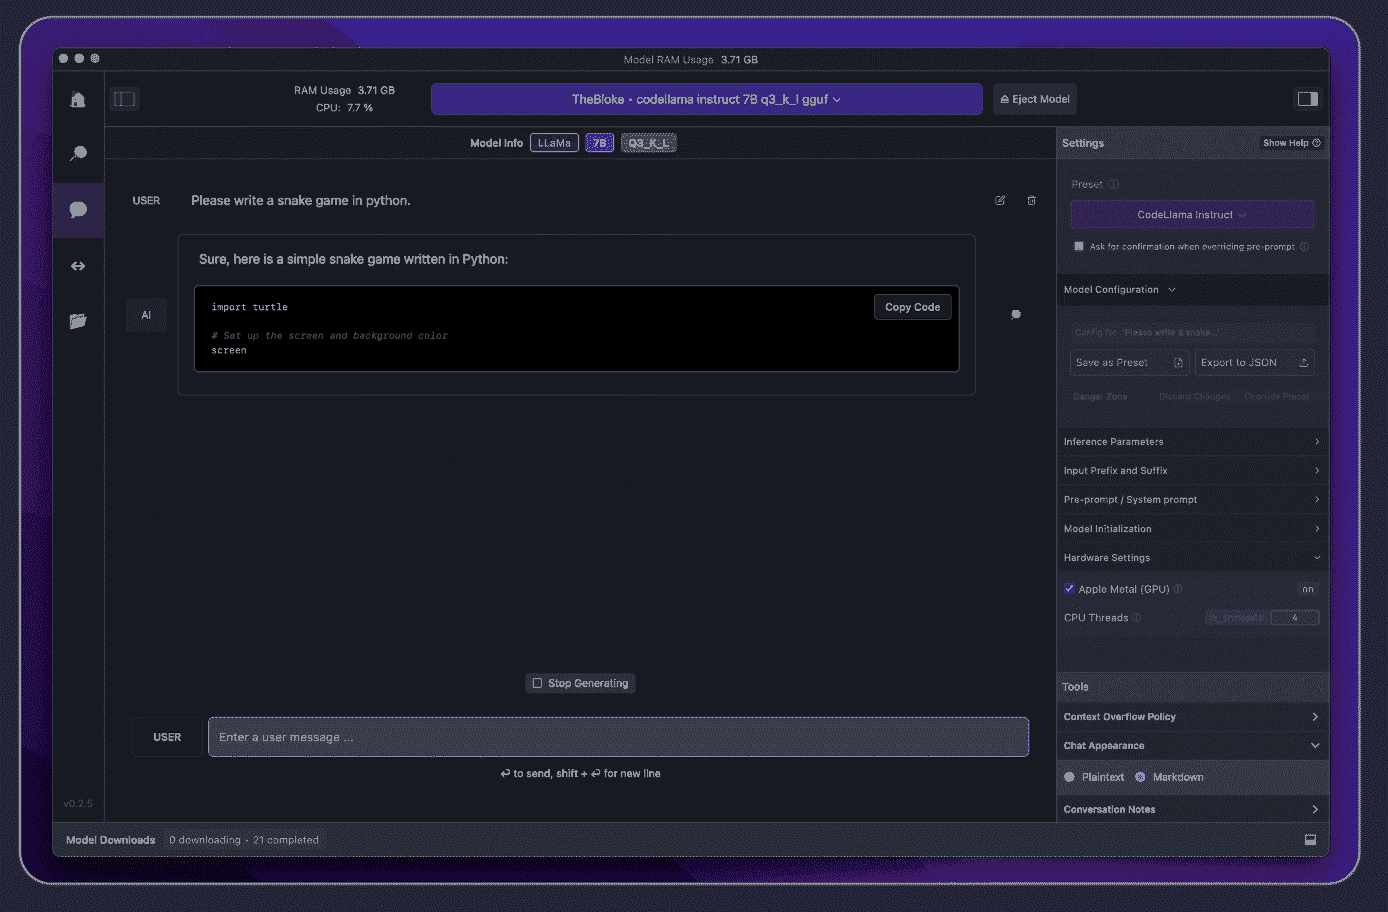 Model RAM Usage 3.71 GB
RAM Usage 3.71 GB
CPU: 7.7 %
TheBloke • codellama instruct 7B q3_k_l gguf
Eject Model
Model Info LLaMa 7B Q3_K_L
USER
Please write a snake game in python.
AI
Sure, here is a simple snake game written in Python:
Copy Code
import turtle
# Set up the screen and background color
screen
Stop Generating
USER
Enter a user message ...
⏎ to send, shift + ⏎ for new line
v0.2.5
Settings
Show Help
Preset
CodeLlama Instruct
Ask for confirmation when overriding pre-prompt
Model Configuration
Config for "Please write a snake..."
Save as Preset
Export to JSON
Danger Zone
Discard Changes
Override Preset
Inference Parameters
Input Prefix and Suffix
Pre-prompt / System prompt
Model Initialization
Hardware Settings
Apple Metal (GPU)
on
CPU Threads
n_threads
4
Tools
Context Overflow Policy
Chat Appearance
Plaintext
Markdown
Conversation Notes
Model Downloads
0 downloading • 21 completed